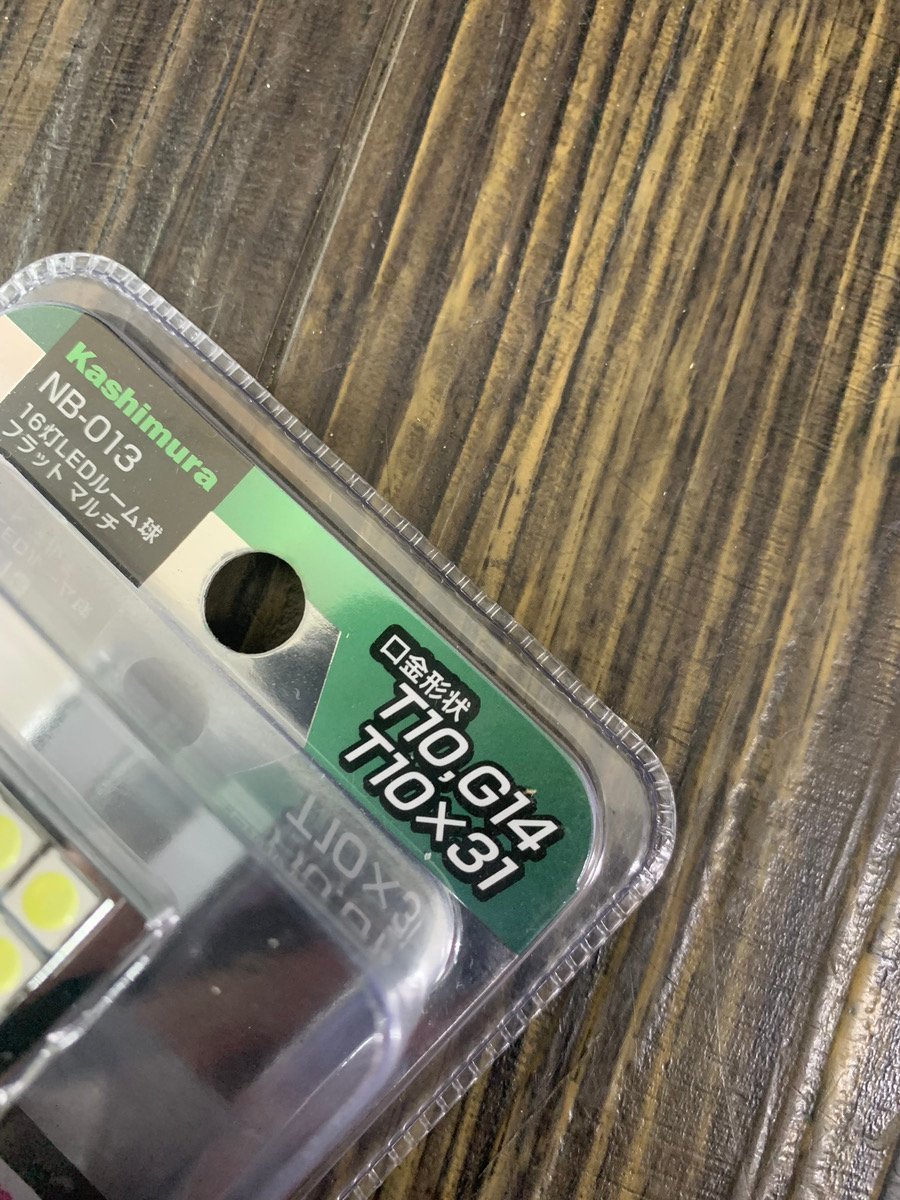 Kashimura
NB-013
16灯LEDルーム球
フラット マルチ
口金形状
T10,G14
T10×31